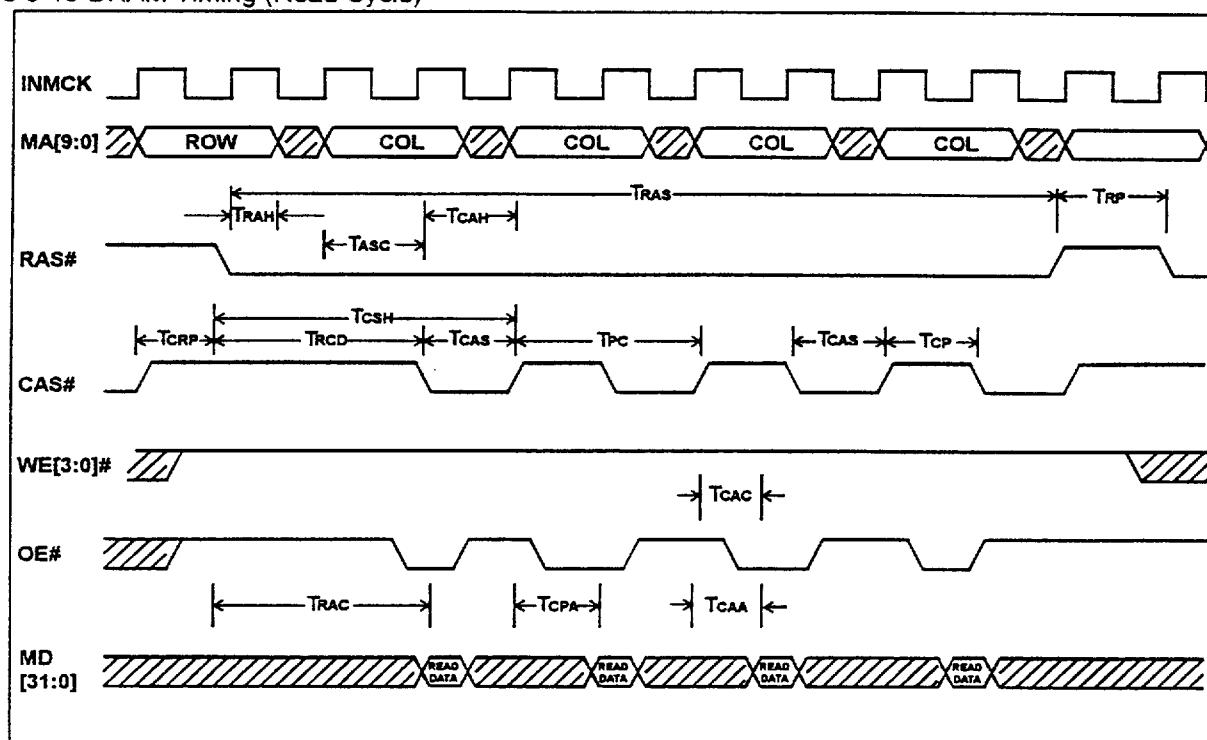 DRAM Timing (Read Cycle)
INMCK
MA[9:0] ROW COL COL COL COL
TRAS TRP
TRAH TCAH
TASC
RAS#
TCSH
TCRP TRCD TCAS TPC TCAS TCP
CAS#
WE[3:0]#
TCAC
OE#
TRAC TCPA TCAA
MD
[31:0]
READ DATA READ DATA READ DATA READ DATA